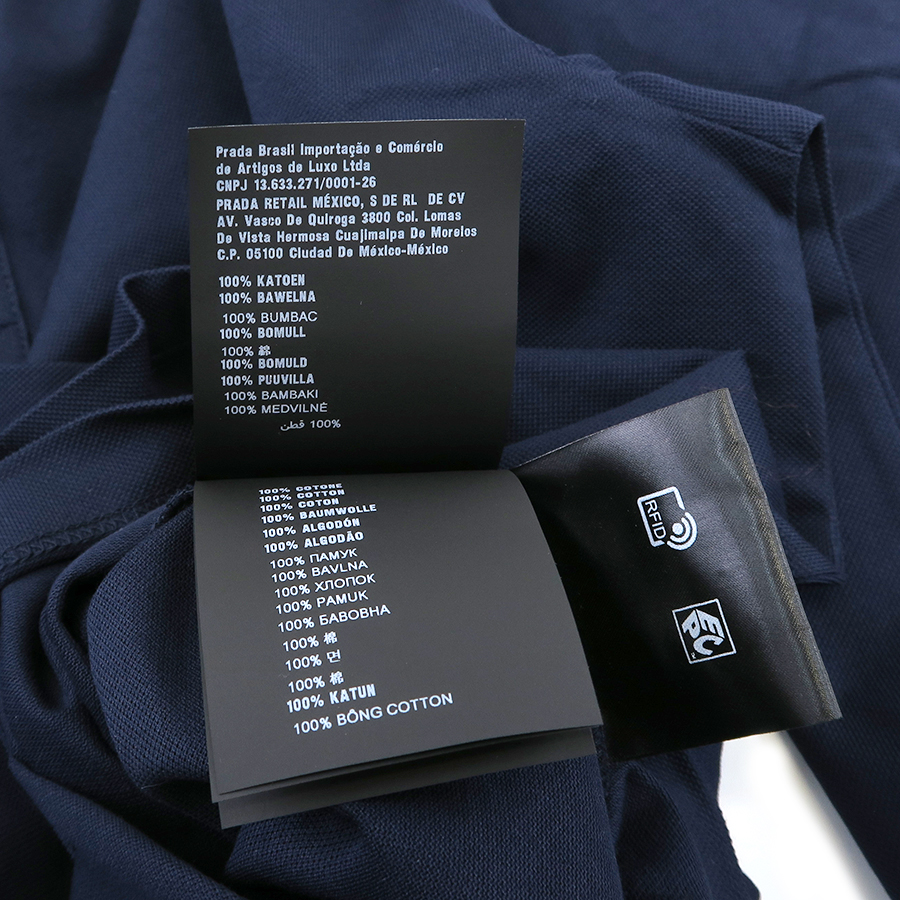 Prada Brasil Importação e Comércio
de Artigos de Luxo Ltda
CNPJ 13.633.271/0001-26
PRADA RETAIL MÉXICO, S DE RL DE CV
AV. Vasco De Quiroga 3800 Col. Lomas
De Vista Hermosa Cuajimalpa De Morelos
C.P. 05100 Ciudad De México-México
100% KATOEN
100% BAWELNA
100% BUMBAC
100% BOMULL
100% 綿
100% BOMULD
100% PUUVILLA
100% BAMBAKI
100% MEDVILNĖ
100% قطن
100% COTONE
100% COTTON
100% COTON
100% BAUMWOLLE
100% ALGODÓN
100% ALGODÃO
100% ПАМУК
100% BAVLNA
100% ХЛОПОК
100% PAMUK
100% БАВОВНА
100% 棉
100% 면
100% 棉
100% KATUN
100% BÔNG COTTON
RFID
EPC